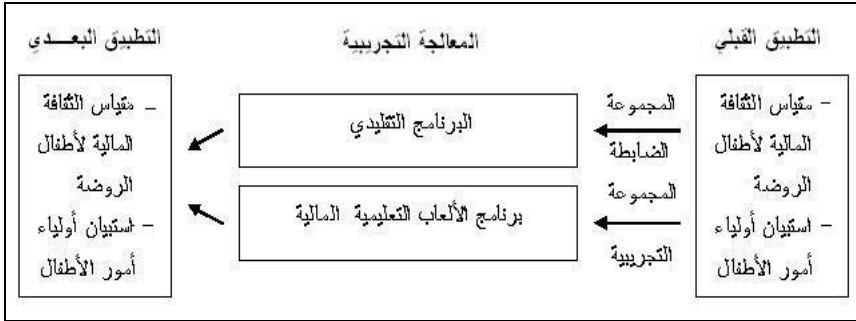 التطبيق القبلي
المعالجة التجريبية
التطبيق البعــدي
– مقياس الثقافة
المالية لأطفال
الروضة
– استبيان أولياء
أمور الأطفال
المجموعة
الضابطة
المجموعة
التجريبية
البرنامج التقليدي
برنامج الألعاب التعليمية المالية
– مقياس الثقافة
المالية لأطفال
الروضة
– استبيان أولياء
أمور الأطفال